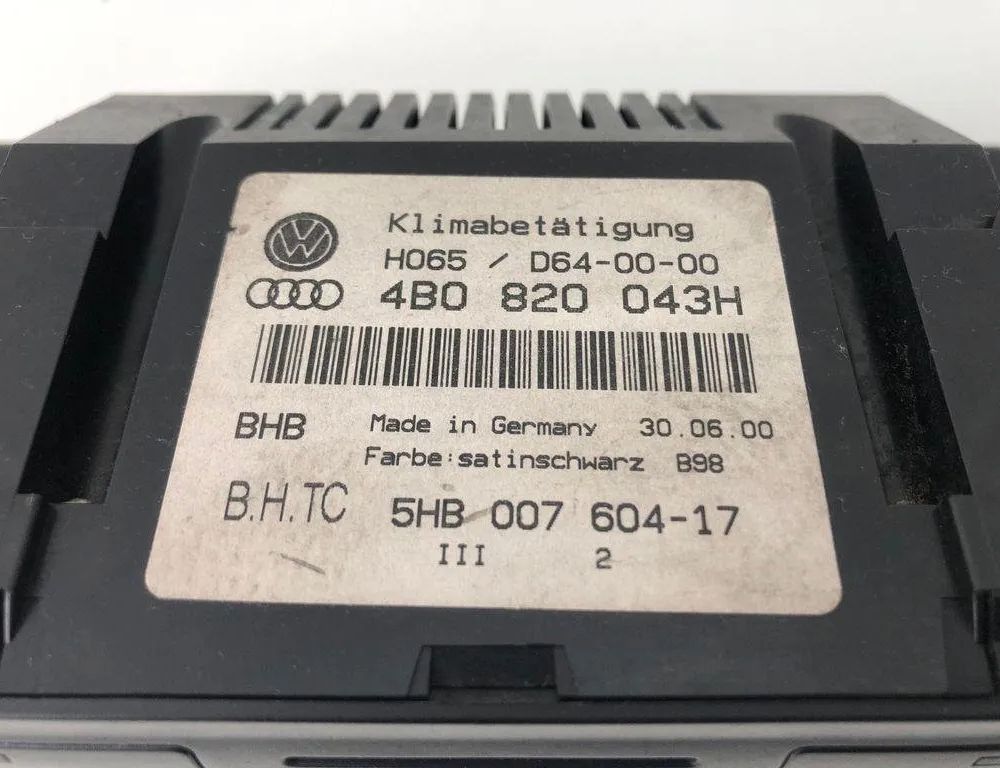 Klimabetätigung
H065 / D64-00-00
4B0 820 043H
BHB Made in Germany 30.06.00
Farbe:satinschwarz B98
B.H.TC 5HB 007 604-17
III 2